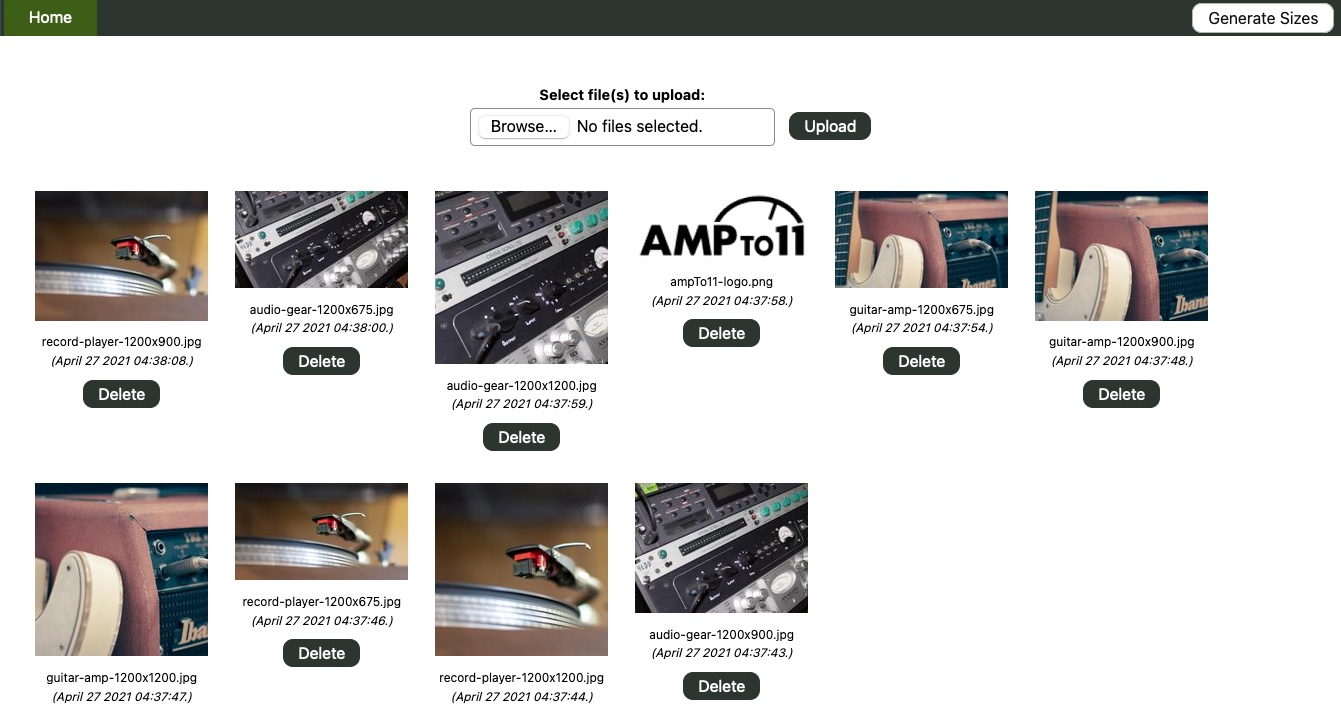 Home
Generate Sizes
Select file(s) to upload:
Browse... No files selected.
Upload
record-player-1200x900.jpg
(April 27 2021 04:38:08.)
Delete
audio-gear-1200x675.jpg
(April 27 2021 04:38:00.)
Delete
audio-gear-1200x1200.jpg
(April 27 2021 04:37:59.)
Delete
AMPTO11
ampTo11-logo.png
(April 27 2021 04:37:58.)
Delete
Ibanez
guitar-amp-1200x675.jpg
(April 27 2021 04:37:54.)
Delete
guitar-amp-1200x900.jpg
(April 27 2021 04:37:48.)
Delete
guitar-amp-1200x1200.jpg
(April 27 2021 04:37:47.)
record-player-1200x675.jpg
(April 27 2021 04:37:46.)
Delete
record-player-1200x1200.jpg
(April 27 2021 04:37:44.)
audio-gear-1200x900.jpg
(April 27 2021 04:37:43.)
Delete